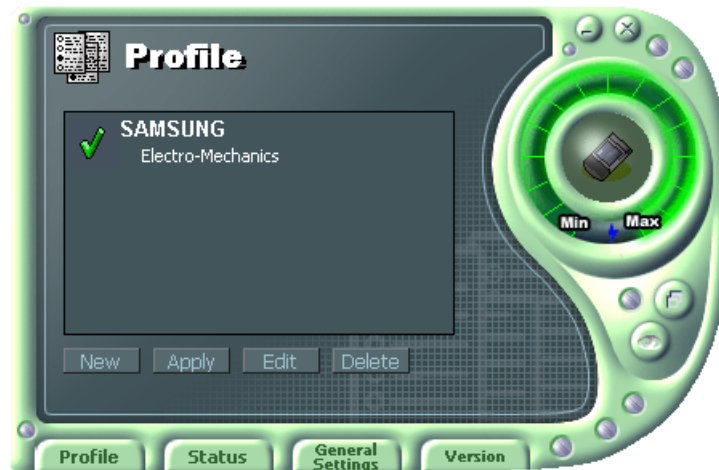 Profile
SAMSUNG
Electro-Mechanics
Min Max
New Apply Edit Delete
Profile Status General Settings Version